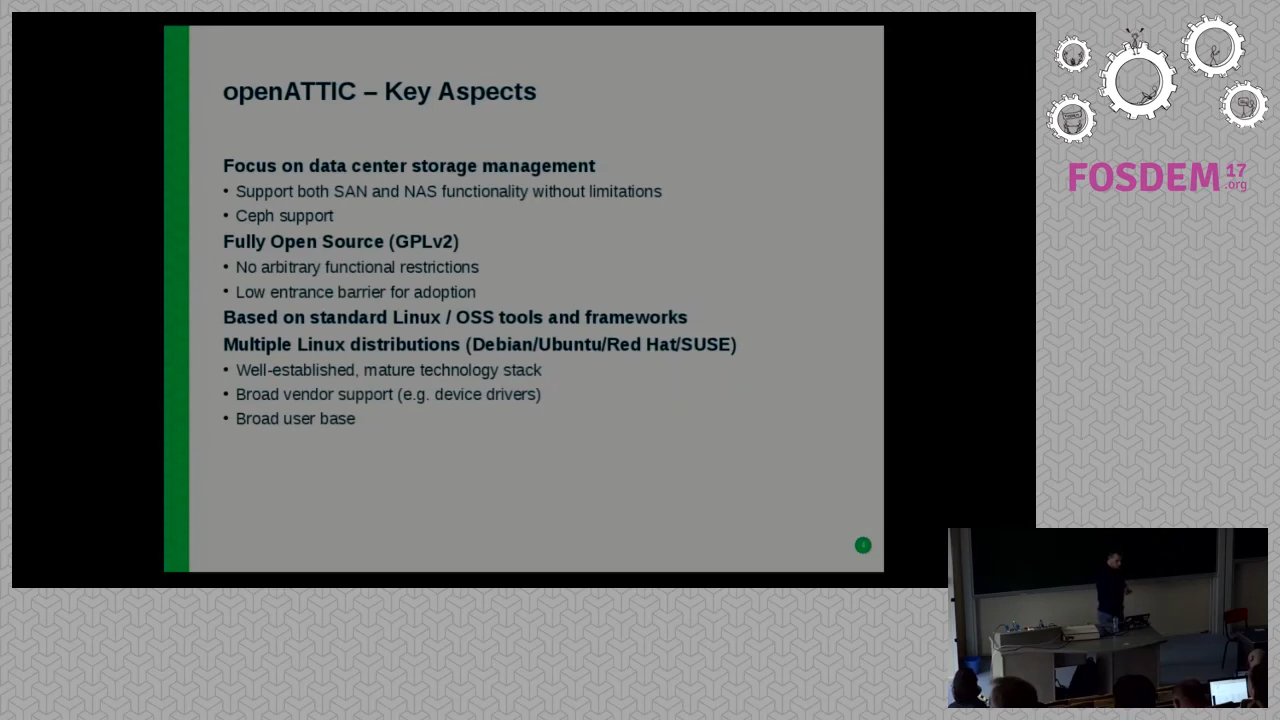 openATTIC – Key Aspects
Focus on data center storage management
• Support both SAN and NAS functionality without limitations
• Ceph support
Fully Open Source (GPLv2)
• No arbitrary functional restrictions
• Low entrance barrier for adoption
Based on standard Linux / OSS tools and frameworks
Multiple Linux distributions (Debian/Ubuntu/Red Hat/SUSE)
• Well-established, mature technology stack
• Broad vendor support (e.g. device drivers)
• Broad user base
FOSDEM 17
.org